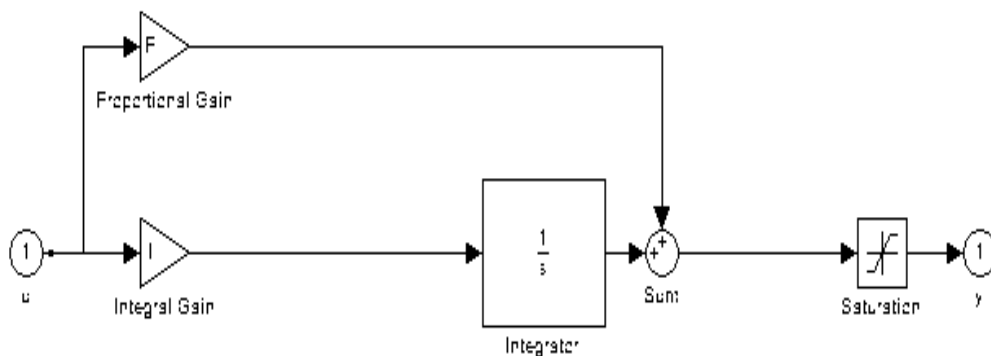 P
Proportional Gain
1
u
I
Integral Gain
1
s
Integrator
+
+
Sum
Saturation
1
y